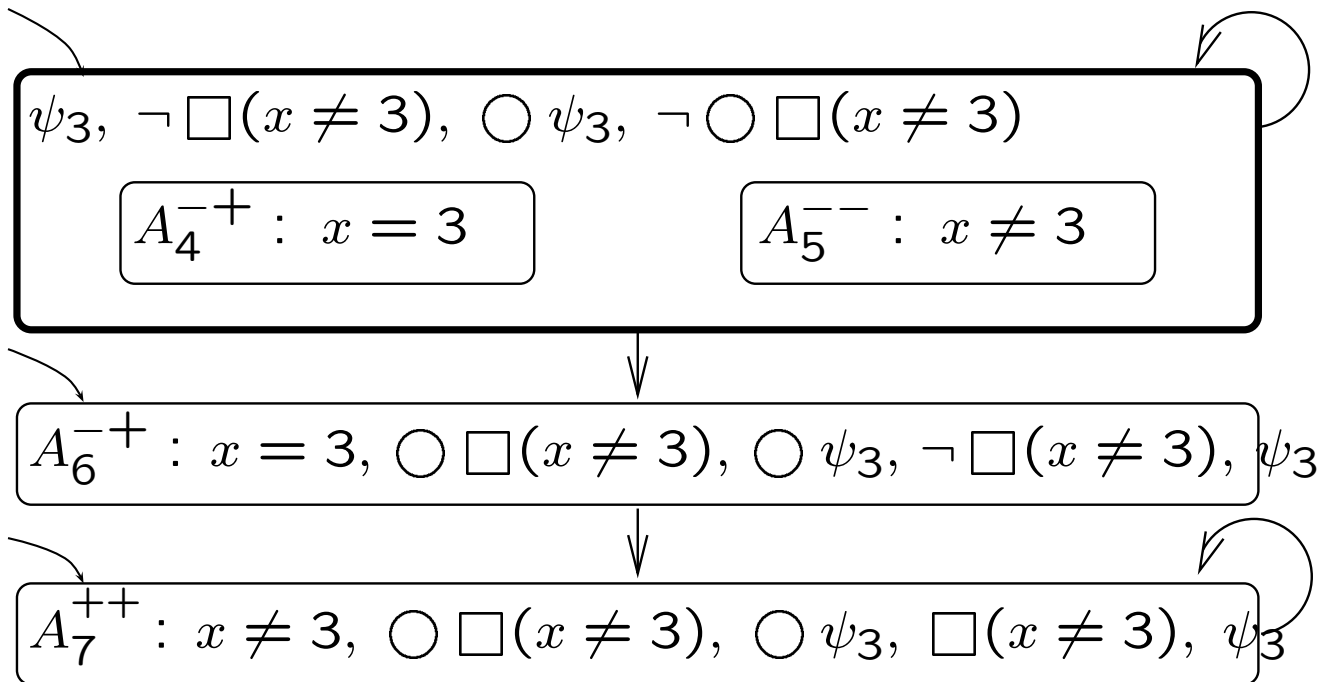 ψ₃, ¬□(x ≠ 3), ○ψ₃, ¬○□(x ≠ 3)
A₄⁻⁺ : x = 3
A₅⁻⁻ : x ≠ 3
A₆⁻⁺ : x = 3, ○□(x ≠ 3), ○ψ₃, ¬□(x ≠ 3), ψ₃
A₇⁺⁺ : x ≠ 3, ○□(x ≠ 3), ○ψ₃, □(x ≠ 3), ψ₃